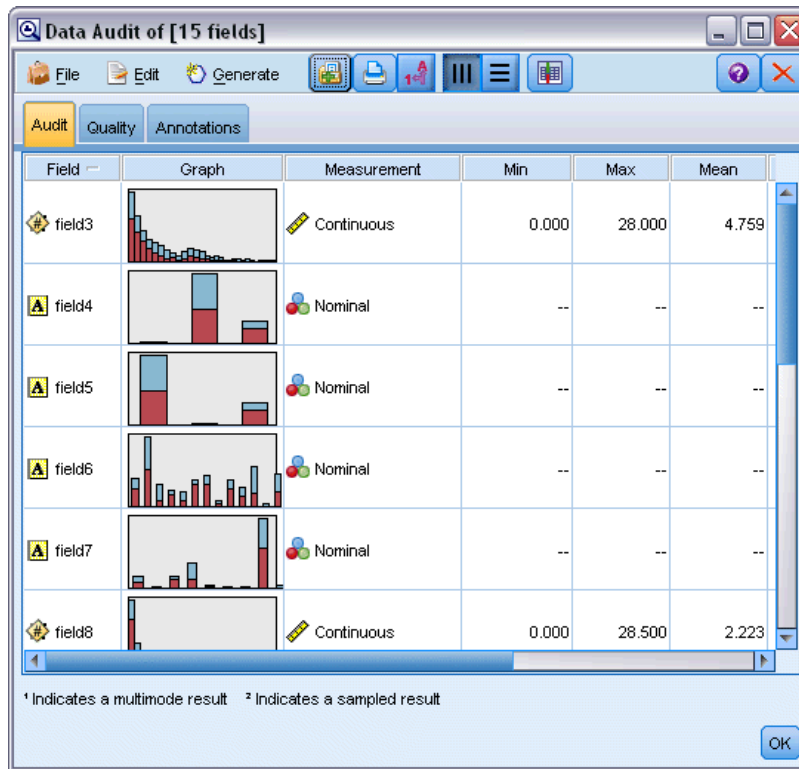 Data Audit of [15 fields]
File Edit Generate
Audit Quality Annotations
Field Graph Measurement Min Max Mean
field3 Continuous 0.000 28.000 4.759
A field4 Nominal -- -- --
A field5 Nominal -- -- --
A field6 Nominal -- -- --
A field7 Nominal -- -- --
field8 Continuous 0.000 28.500 2.223
¹ Indicates a multimode result ² Indicates a sampled result
OK